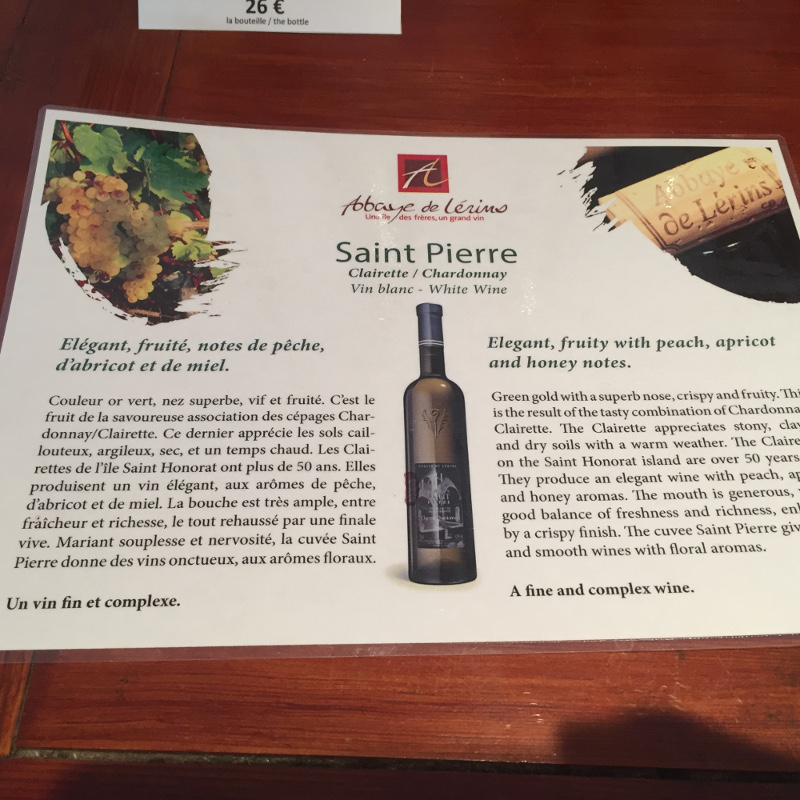 26 €
la bouteille / the bottle
Abbaye de Lérins
Une île, des frères, un grand vin
Saint Pierre
Clairette / Chardonnay
Vin blanc - White Wine
Abbaye
de Lérins
Elégant, fruité, notes de pêche,
d'abricot et de miel.
Couleur or vert, nez superbe, vif et fruité. C'est le
fruit de la savoureuse association des cépages Char-
donnay/Clairette. Ce dernier apprécie les sols cail-
louteux, argileux, sec, et un temps chaud. Les Clai-
rettes de l'île Saint Honorat ont plus de 50 ans. Elles
produisent un vin élégant, aux arômes de pêche,
d'abricot et de miel. La bouche est très ample, entre
fraîcheur et richesse, le tout rehaussé par une finale
vive. Mariant souplesse et nervosité, la cuvée Saint
Pierre donne des vins onctueux, aux arômes floraux.
Un vin fin et complexe.
Elegant, fruity with peach, apricot
and honey notes.
Green gold with a superb nose, crispy and fruity. Thi
is the result of the tasty combination of Chardonna
Clairette. The Clairette appreciates stony, clay
and dry soils with a warm weather. The Claire
on the Saint Honorat island are over 50 years
They produce an elegant wine with peach, ap
and honey aromas. The mouth is generous,
good balance of freshness and richness, enl
by a crispy finish. The cuvee Saint Pierre giv
and smooth wines with floral aromas.
A fine and complex wine.